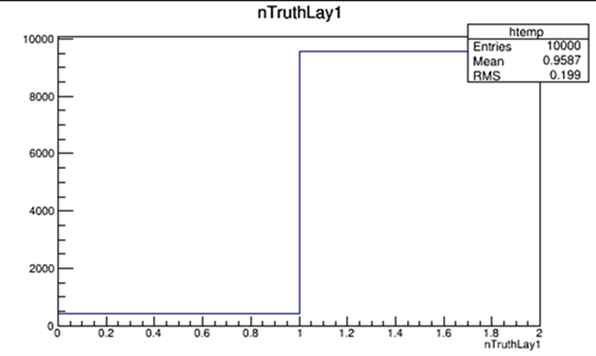 nTruthLay1
htemp
Entries 10000
Mean 0.9587
RMS 0.199
10000
8000
6000
4000
2000
0
0 0.2 0.4 0.6 0.8 1 1.2 1.4 1.6 1.8 2
nTruthLay1